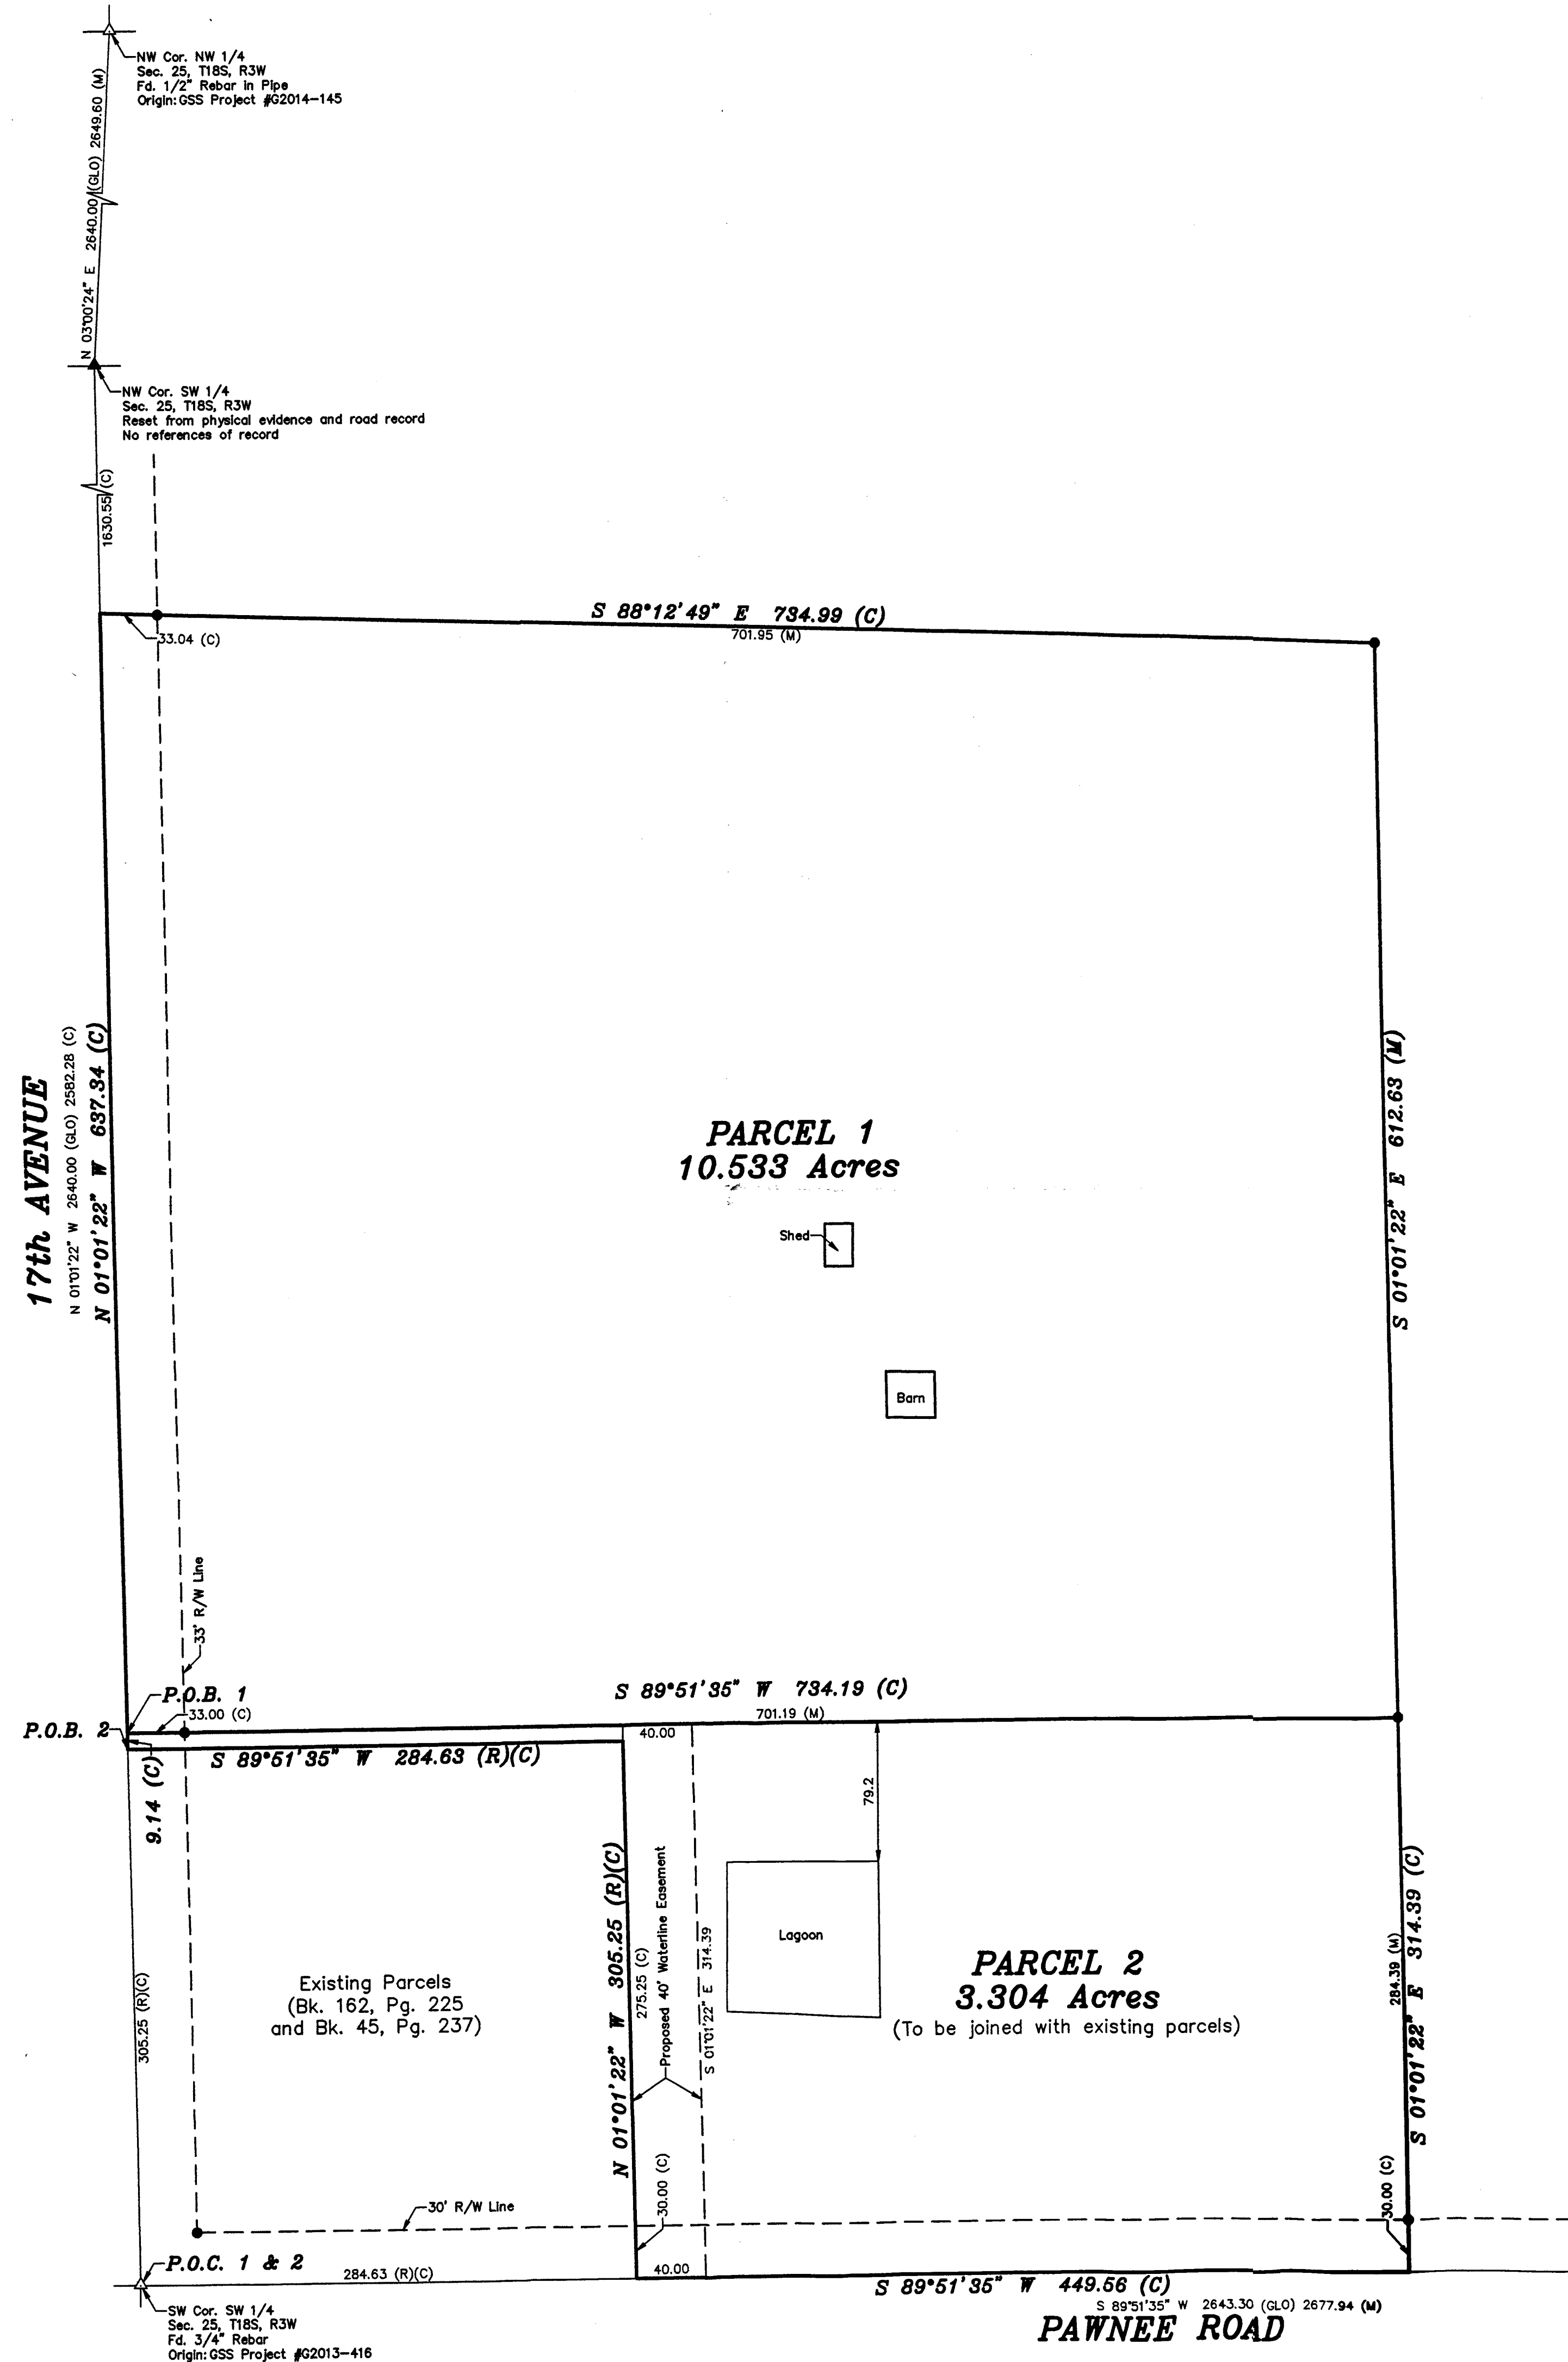 NW Cor. NW 1/4
Sec. 25, T18S, R3W
Fd. 1/2" Rebar in Pipe
Origin: GSS Project #G2014-145
N 03°00'24" E 2640.00 (GLO) 2649.60 (M)
NW Cor. SW 1/4
Sec. 25, T18S, R3W
Reset from physical evidence and road record
No references of record
1630.55 (C)
S 88°12'49" E 734.99 (C)
701.95 (M)
33.04 (C)
17th AVENUE
N 01°01'22" W 2640.00 (GLO) 2582.28 (C)
N 01°01'22" W 637.34 (C)
PARCEL 1
10.533 Acres
Shed
Barn
S 01°01'22" E 612.63 (M)
33' R/W Line
P.O.B. 1
33.00 (C)
S 89°51'35" W 734.19 (C)
701.19 (M)
P.O.B. 2
9.14 (C)
S 89°51'35" W 284.63 (R)(C)
40.00
79.2
305.25 (R)(C)
Existing Parcels
(Bk. 162, Pg. 225
and Bk. 45, Pg. 237)
N 01°01'22" W 305.25 (R)(C)
275.25 (C)
Proposed 40' Waterline Easement
S 01°01'22" E 314.39
Lagoon
PARCEL 2
3.304 Acres
(To be joined with existing parcels)
284.39 (M)
S 01°01'22" E 314.39 (C)
30' R/W Line
30.00 (C)
30.00 (C)
P.O.C. 1 & 2
284.63 (R)(C)
40.00
S 89°51'35" W 449.56 (C)
S 89°51'35" W 2643.30 (GLO) 2677.94 (M)
PAWNEE ROAD
SW Cor. SW 1/4
Sec. 25, T18S, R3W
Fd. 3/4" Rebar
Origin: GSS Project #G2013-416